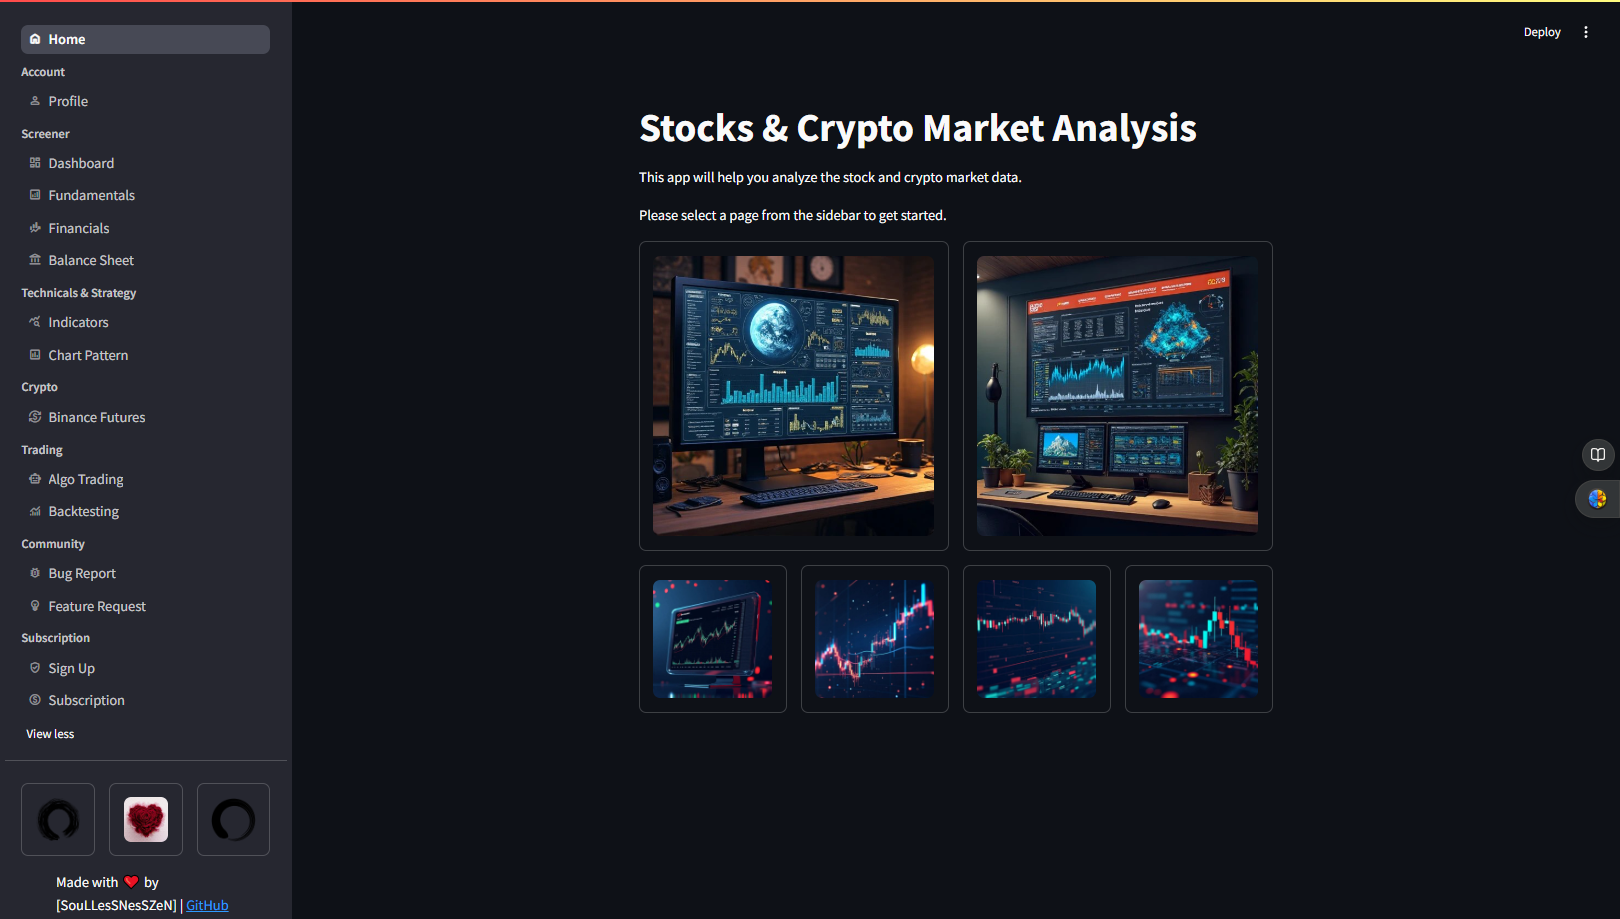 Home
Account
Profile
Screener
Dashboard
Fundamentals
Financials
Balance Sheet
Technicals & Strategy
Indicators
Chart Pattern
Crypto
Binance Futures
Trading
Algo Trading
Backtesting
Community
Bug Report
Feature Request
Subscription
Sign Up
Subscription
View less
Made with ❤️ by
[SouLLesSNesSZeN] | GitHub
Deploy
Stocks & Crypto Market Analysis
This app will help you analyze the stock and crypto market data.
Please select a page from the sidebar to get started.